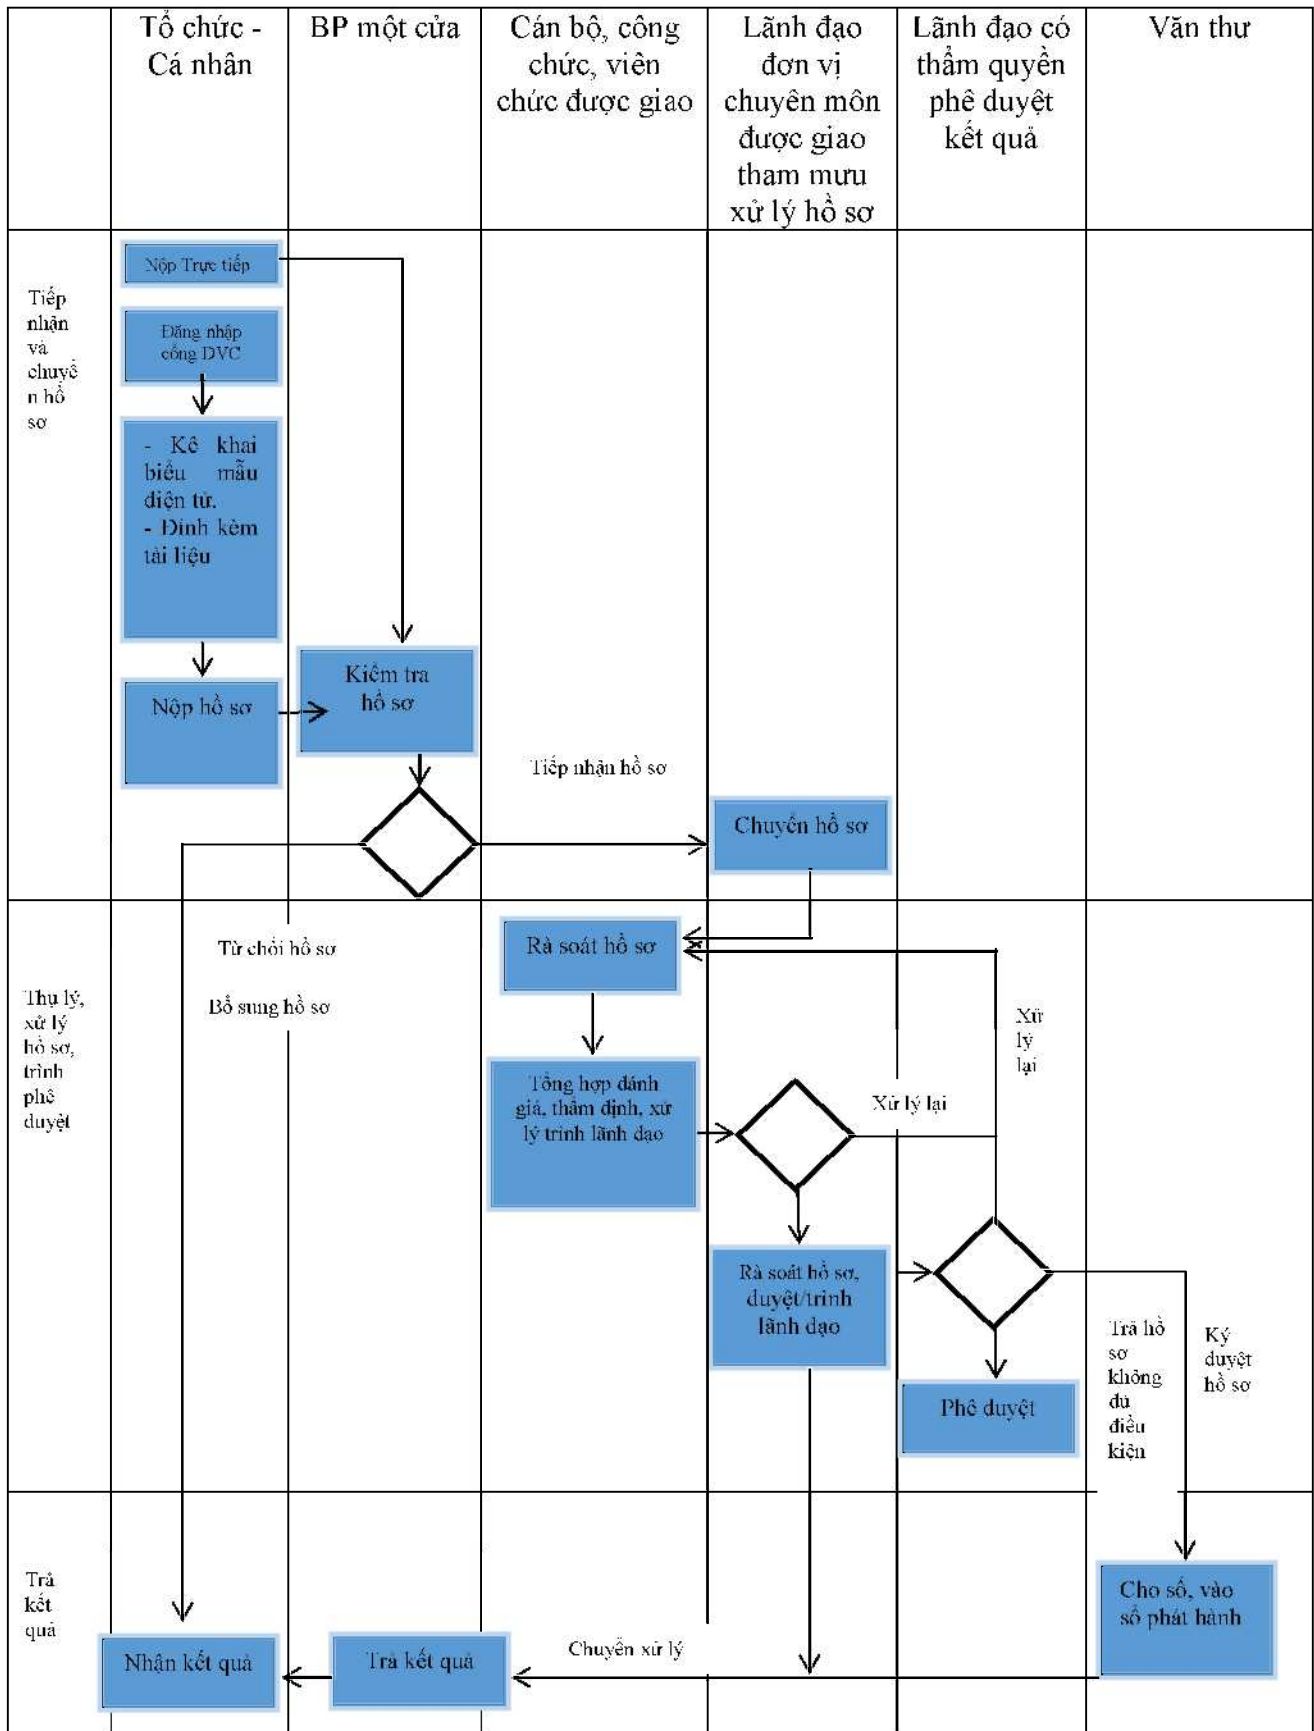 Tổ chức -
Cá nhân
BP một cửa
Cán bộ, công
chức, viên
chức được giao
Lãnh đạo
đơn vị
chuyên môn
được giao
tham mưu
xử lý hồ sơ
Lãnh đạo có
thẩm quyền
phê duyệt
kết quả
Văn thư
Tiếp
nhận
và
chuyể
n hồ
sơ
Nộp Trực tiếp
Đăng nhập
cổng DVC
- Kê khai
biểu mẫu
điện tử.
- Đính kèm
tài liệu
Nộp hồ sơ
Kiểm tra
hồ sơ
Tiếp nhận hồ sơ
Chuyển hồ sơ
Thụ lý,
xử lý
hồ sơ,
trình
phê
duyệt
Từ chối hồ sơ
Bổ sung hồ sơ
Rà soát hồ sơ
Tổng hợp đánh
giá, thẩm định, xử
lý trình lãnh đạo
Xử lý lại
Xử
lý
lại
Rà soát hồ sơ,
duyệt/trình
lãnh đạo
Phê duyệt
Trả hồ
sơ
không
đủ
điều
kiện
Ký
duyệt
hồ sơ
Trả
kết
quả
Nhận kết quả
Trả kết quả
Chuyển xử lý
Cho số, vào
sổ phát hành